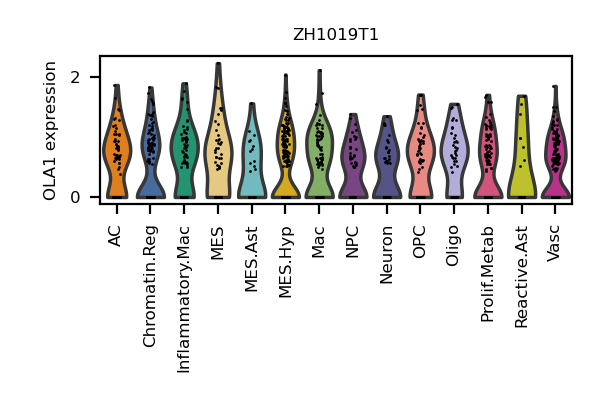 ZH1019T1
OLA1 expression
2
0
AC
Chromatin.Reg
Inflammatory.Mac
MES
MES.Ast
MES.Hyp
Mac
NPC
Neuron
OPC
Oligo
Prolif.Metab
Reactive.Ast
Vasc